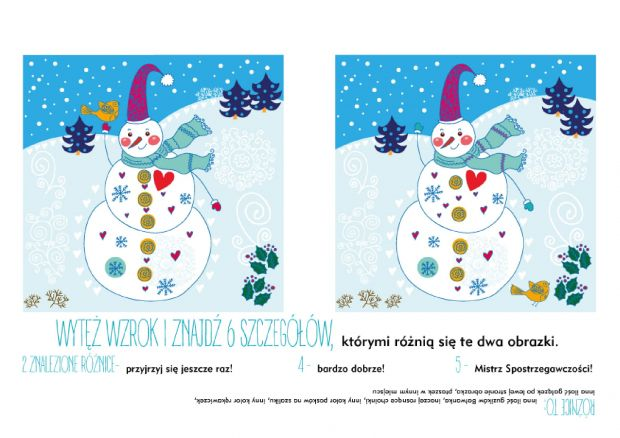 WYTĘŻ WZROK I ZNAJDŹ 6 SZCZEGÓŁÓW, którymi różnią się te dwa obrazki.
2 ZNALEZIONE RÓŻNICE- przyjrzyj się jeszcze raz! 4 - bardzo dobrze! 5 - Mistrz Spostrzegawczości!
RÓŻNICE TO: inna ilość guzików Bałwanka, inaczej rosnące choinki, inny kolor pasków na szaliku, inny kolor rękawiczek,
inna ilość gałązek po lewej stronie obrazka, ptaszek w innym miejscu